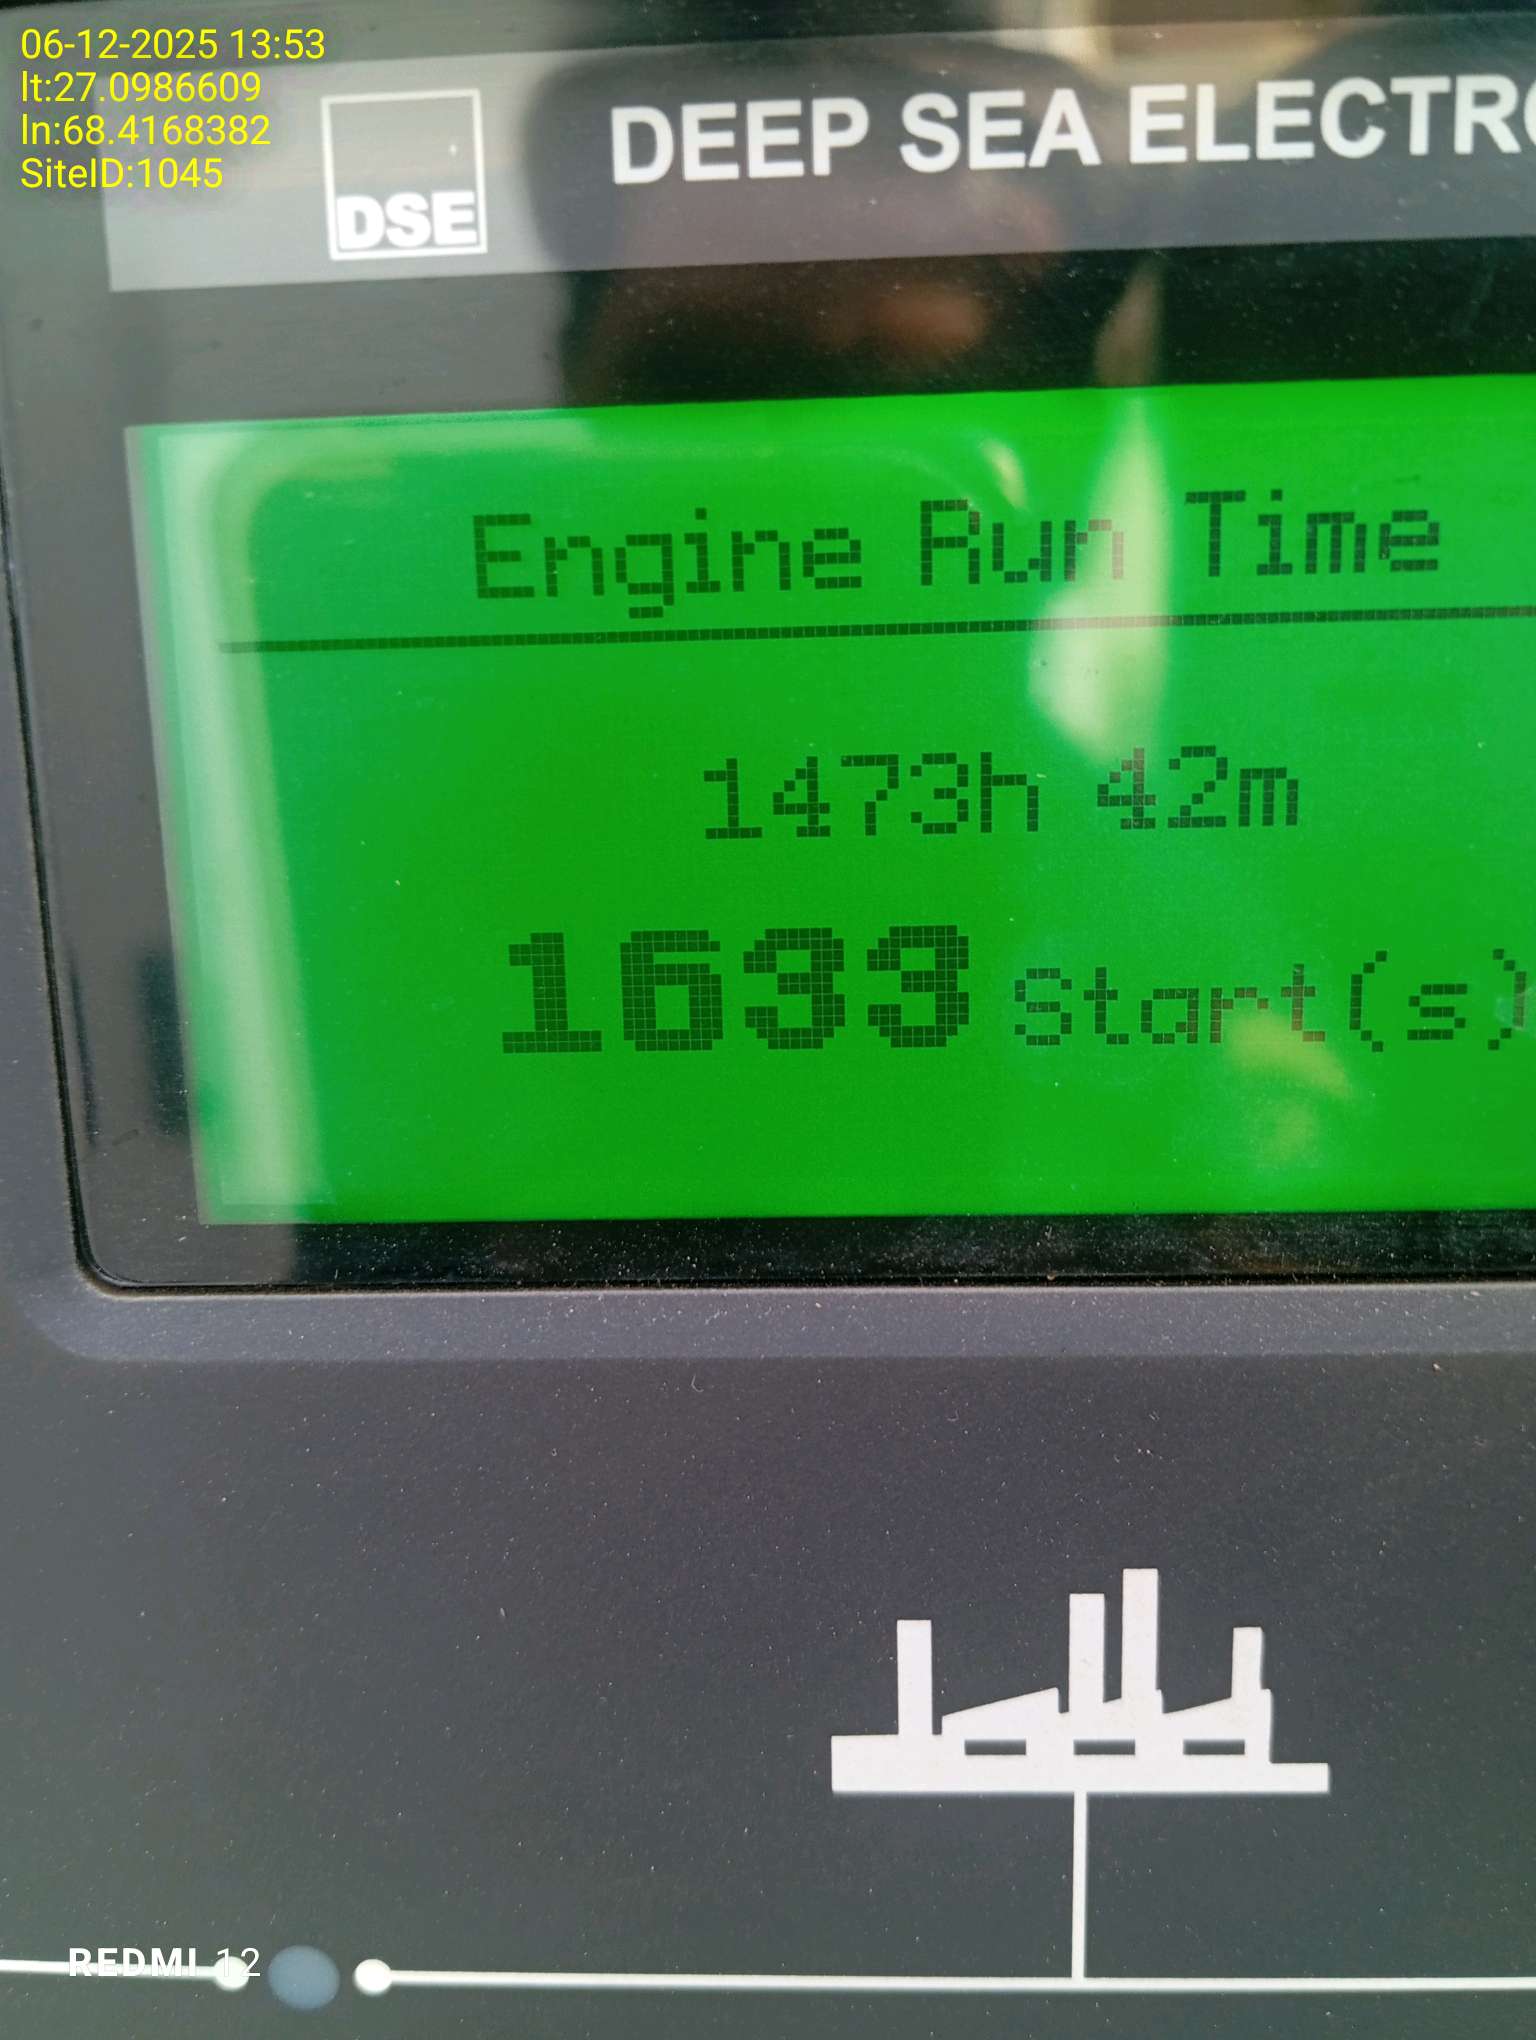 06-12-2025 13:53
lt:27.0986609
ln:68.4168382
SiteID:1045
DSE
DEEP SEA ELECTRO
Engine Run Time
1473h 42m
1633 Start(s)
REDMI 12